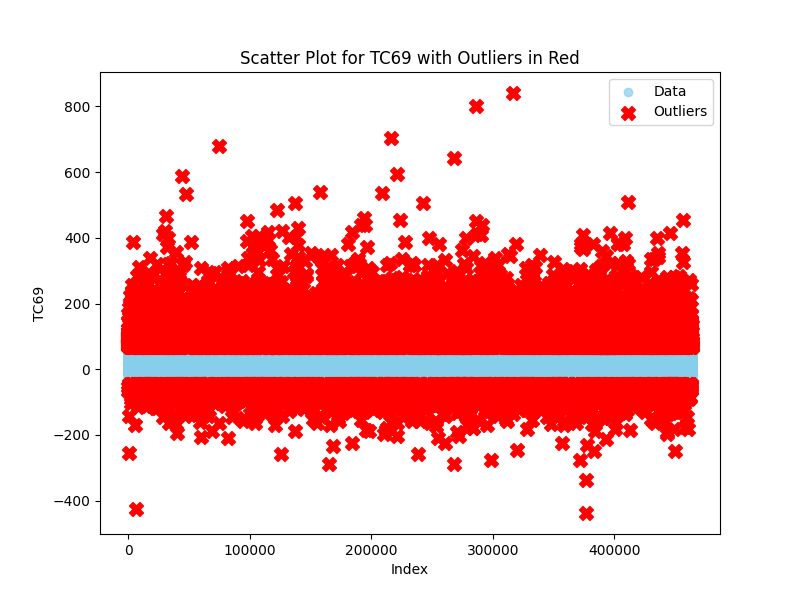 Scatter Plot for TC69 with Outliers in Red
Data
Outliers
TC69
800
600
400
200
0
−200
−400
0
100000
200000
300000
400000
Index